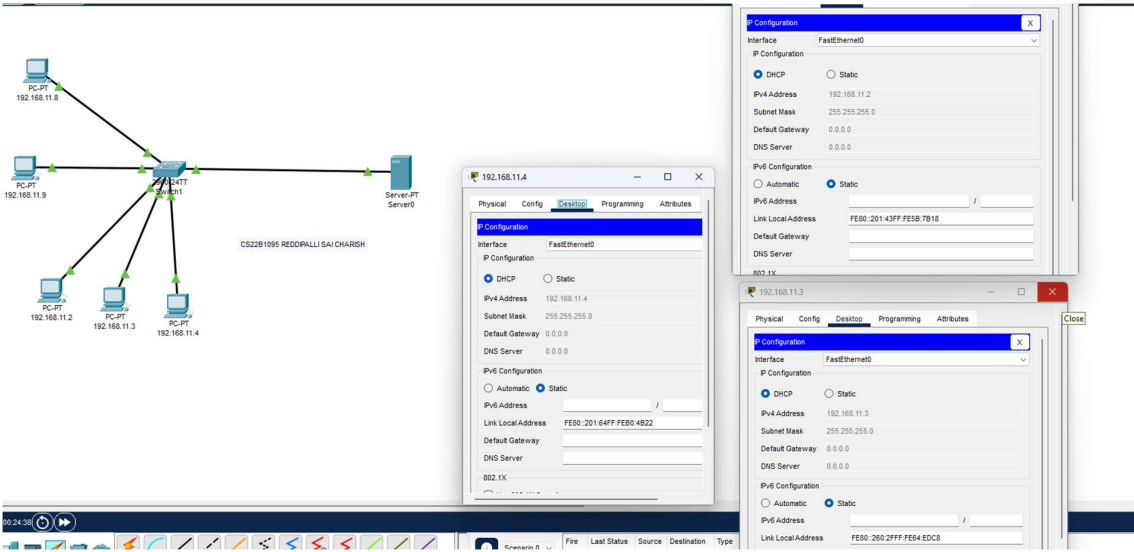 PC-PT
192.168.11.8
PC-PT
192.168.11.9
2960-24TT
Switch1
Server-PT
Server0
CS22B1095 REDDIPALLI SAI CHARISH
PC-PT
192.168.11.2
PC-PT
192.168.11.3
PC-PT
192.168.11.4
192.168.11.4
Physical Config Desktop Programming Attributes
IP Configuration
Interface FastEthernet0
IP Configuration
DHCP Static
IPv4 Address 192.168.11.4
Subnet Mask 255.255.255.0
Default Gateway 0.0.0.0
DNS Server 0.0.0.0
IPv6 Configuration
Automatic Static
IPv6 Address /
Link Local Address FE80::201:64FF:FEB0:4B22
Default Gateway
DNS Server
802.1X
IP Configuration X
Interface FastEthernet0
IP Configuration
DHCP Static
IPv4 Address 192.168.11.2
Subnet Mask 255.255.255.0
Default Gateway 0.0.0.0
DNS Server 0.0.0.0
IPv6 Configuration
Automatic Static
IPv6 Address /
Link Local Address FE80::201:43FF:FE5B:7B18
Default Gateway
DNS Server
802.1X
192.168.11.3
Close
Physical Config Desktop Programming Attributes
IP Configuration X
Interface FastEthernet0
IP Configuration
DHCP Static
IPv4 Address 192.168.11.3
Subnet Mask 255.255.255.0
Default Gateway 0.0.0.0
DNS Server 0.0.0.0
IPv6 Configuration
Automatic Static
IPv6 Address /
Link Local Address FE80::260:2FFF:FE64:EDC8
00:24:38
Scenario 0
Fire Last Status Source Destination Type